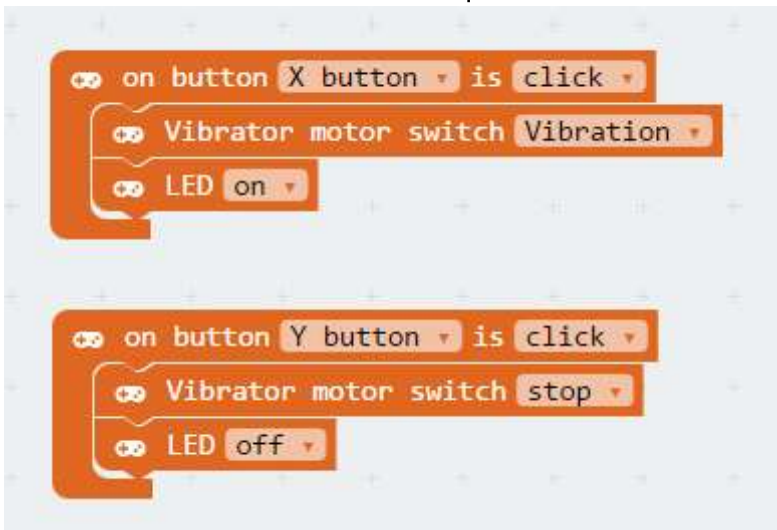 on button X button is click
Vibrator motor switch Vibration
LED on
on button Y button is click
Vibrator motor switch stop
LED off